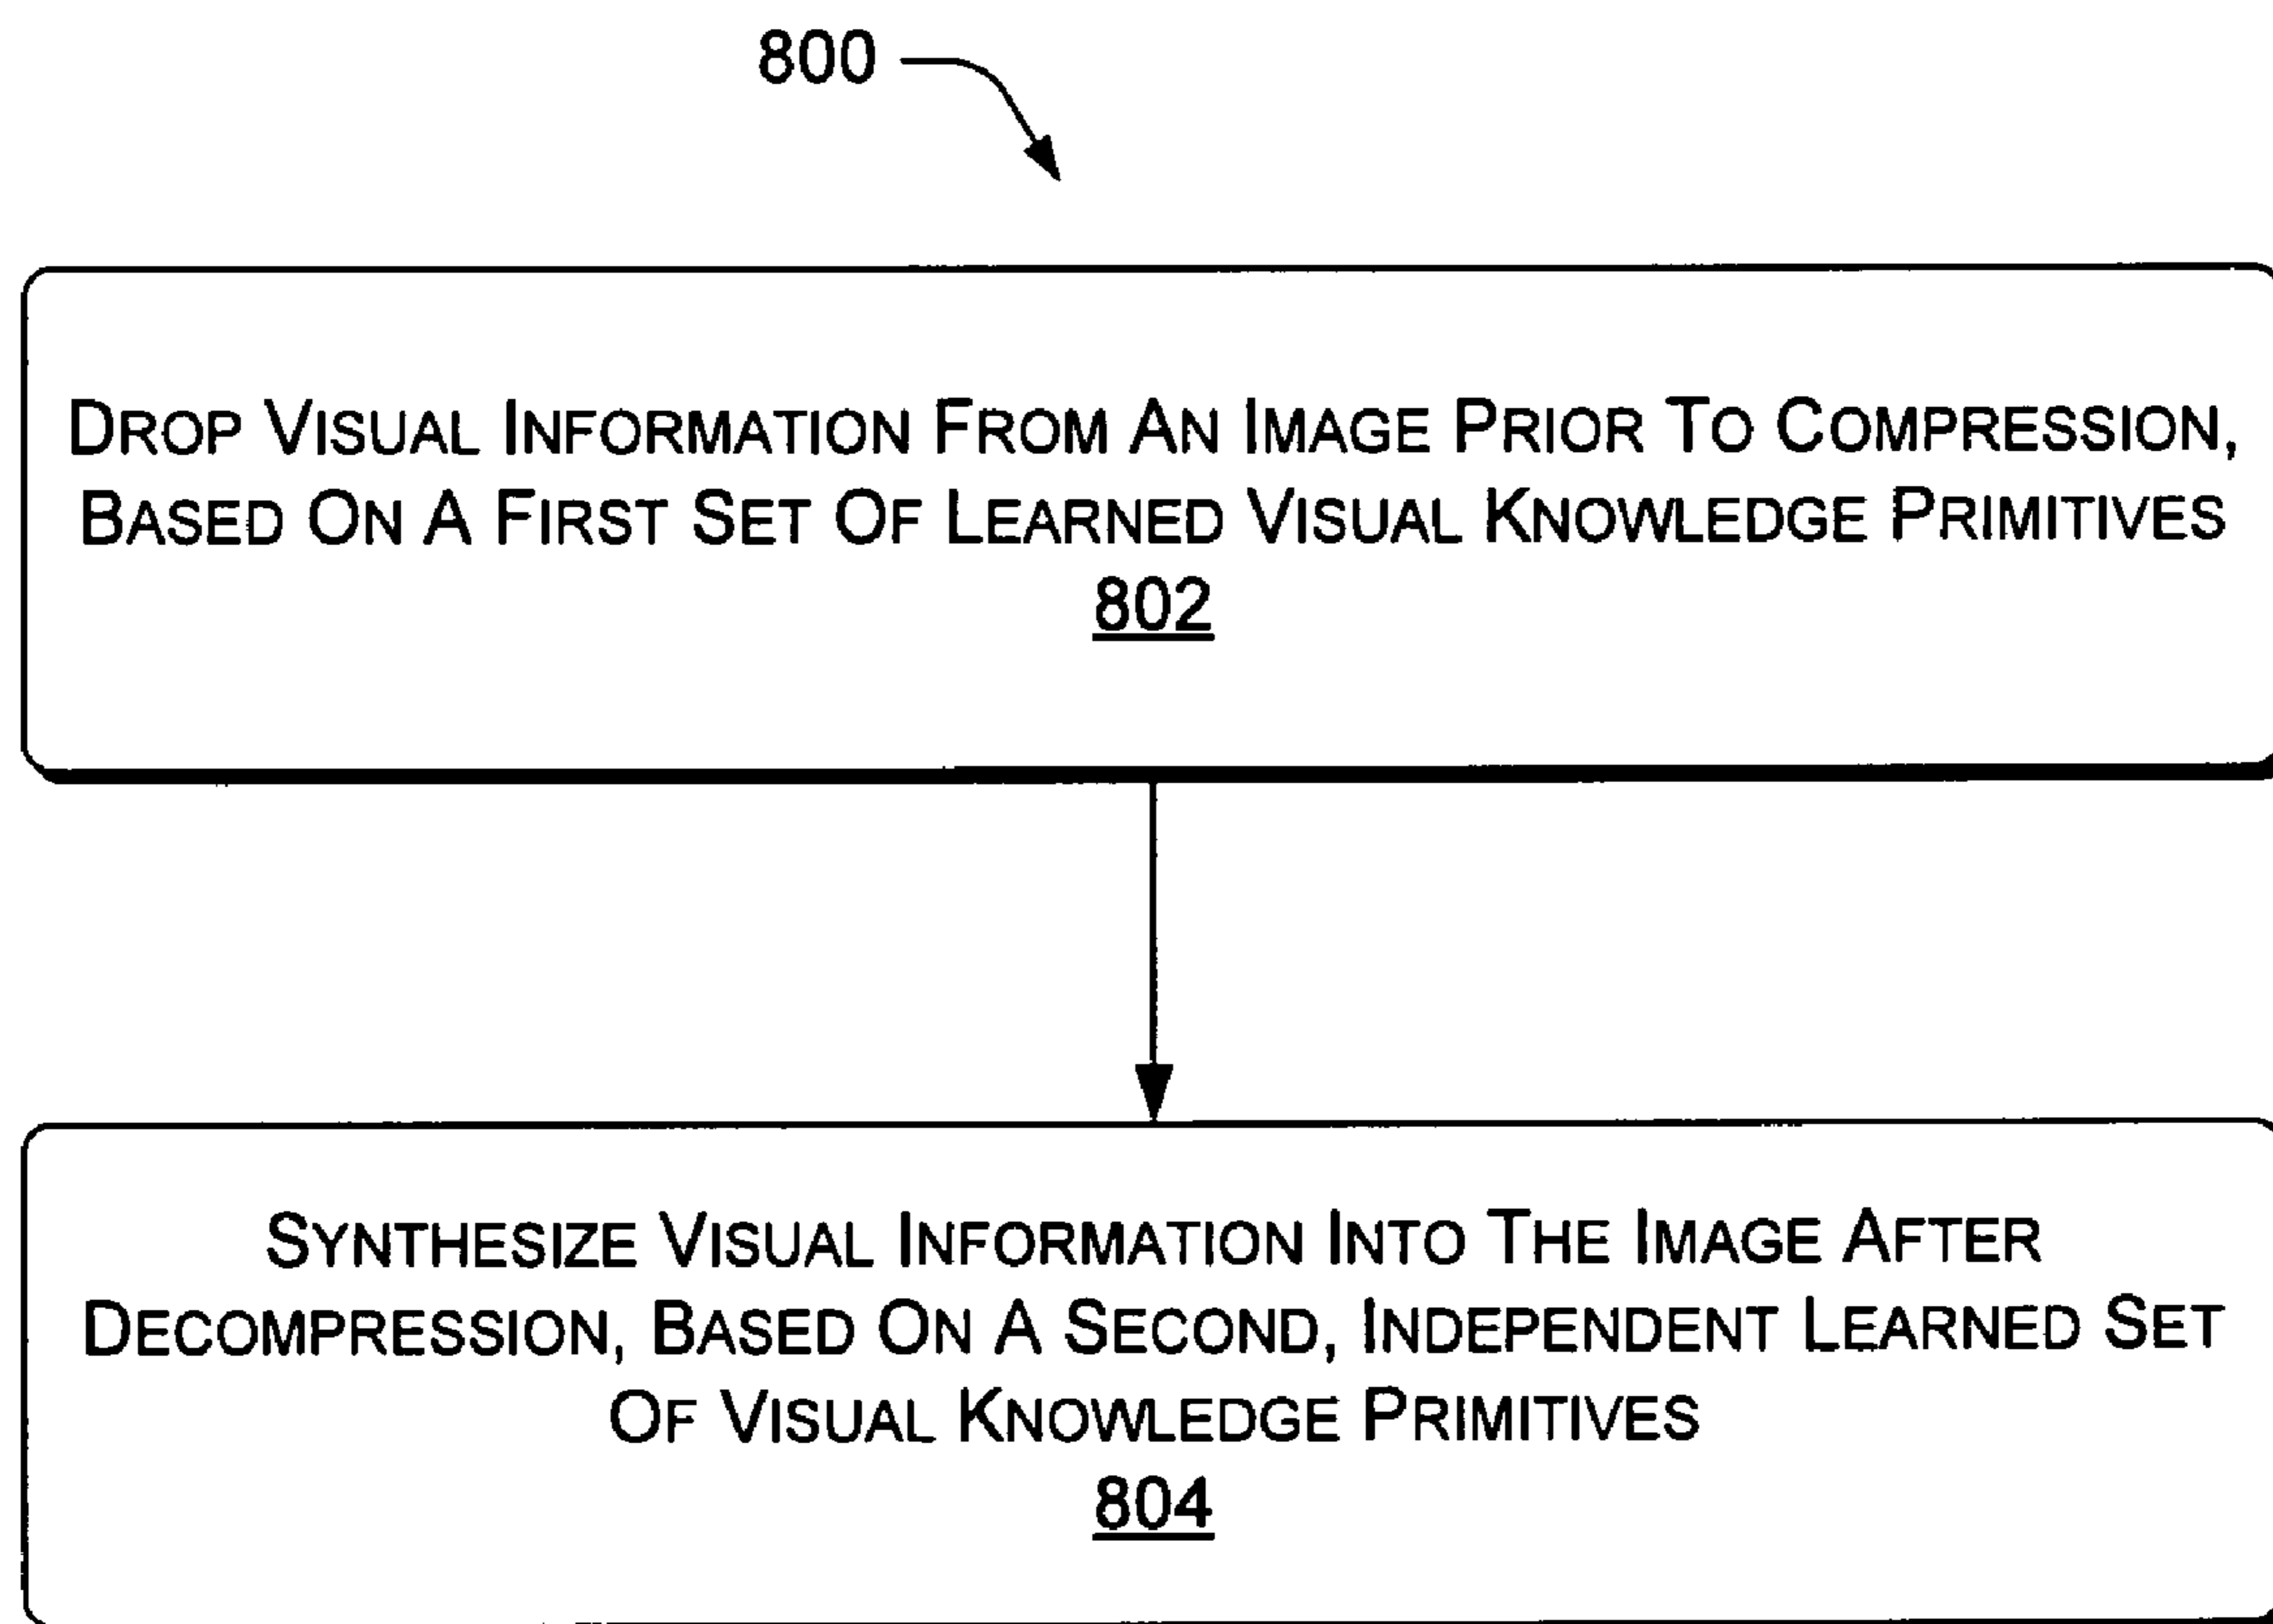 800
DROP VISUAL INFORMATION FROM AN IMAGE PRIOR TO COMPRESSION,
BASED ON A FIRST SET OF LEARNED VISUAL KNOWLEDGE PRIMITIVES
802
SYNTHESIZE VISUAL INFORMATION INTO THE IMAGE AFTER
DECOMPRESSION, BASED ON A SECOND, INDEPENDENT LEARNED SET
OF VISUAL KNOWLEDGE PRIMITIVES
804